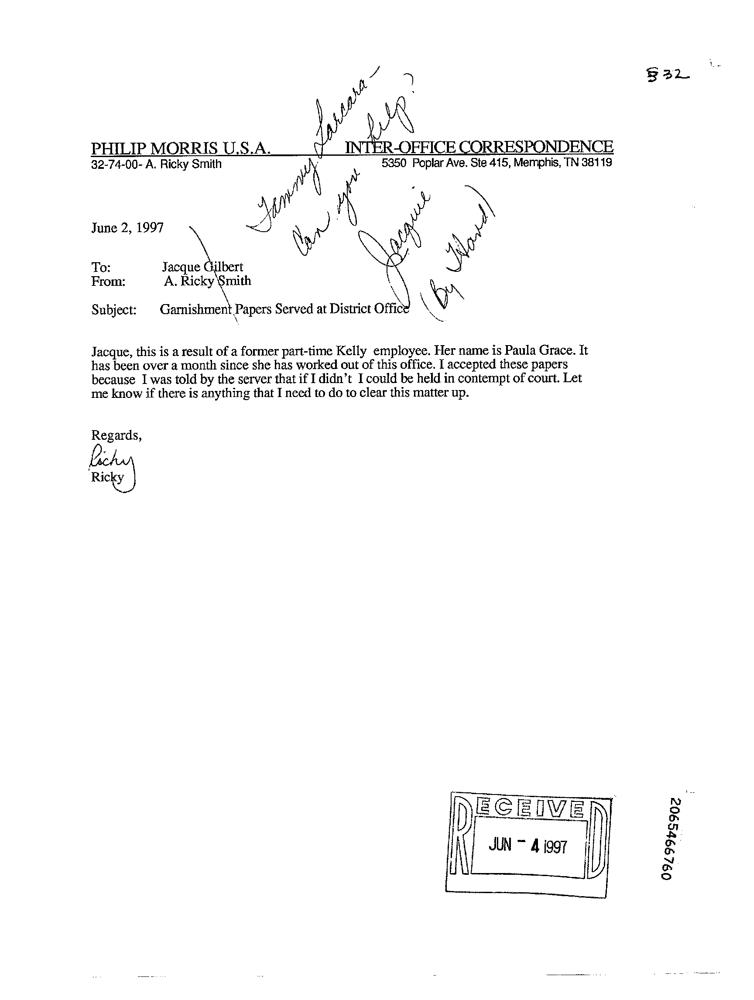 § 32
Tammy Sarcara -
Can you help?
Jacquie
(By Hand)
PHILIP MORRIS U.S.A. INTER-OFFICE CORRESPONDENCE
32-74-00- A. Ricky Smith 5350 Poplar Ave. Ste 415, Memphis, TN 38119
June 2, 1997
To: Jacque Gilbert
From: A. Ricky Smith
Subject: Garnishment Papers Served at District Office
Jacque, this is a result of a former part-time Kelly employee. Her name is Paula Grace. It
has been over a month since she has worked out of this office. I accepted these papers
because I was told by the server that if I didn't I could be held in contempt of court. Let
me know if there is anything that I need to do to clear this matter up.
Regards,
Ricky
Ricky
RECEIVED
JUN - 4 1997
2065466760